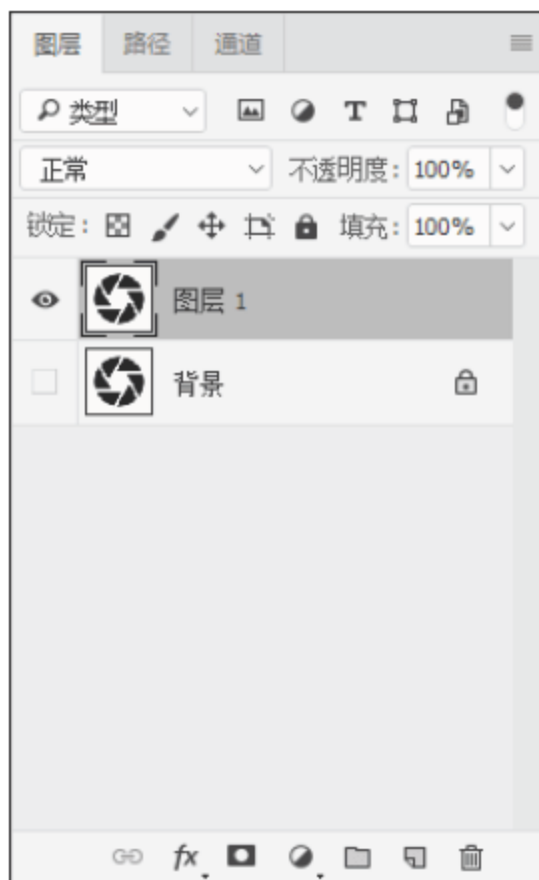 图层 路径 通道
类型 T
正常 不透明度: 100%
锁定: 填充: 100%
图层 1
背景
fx